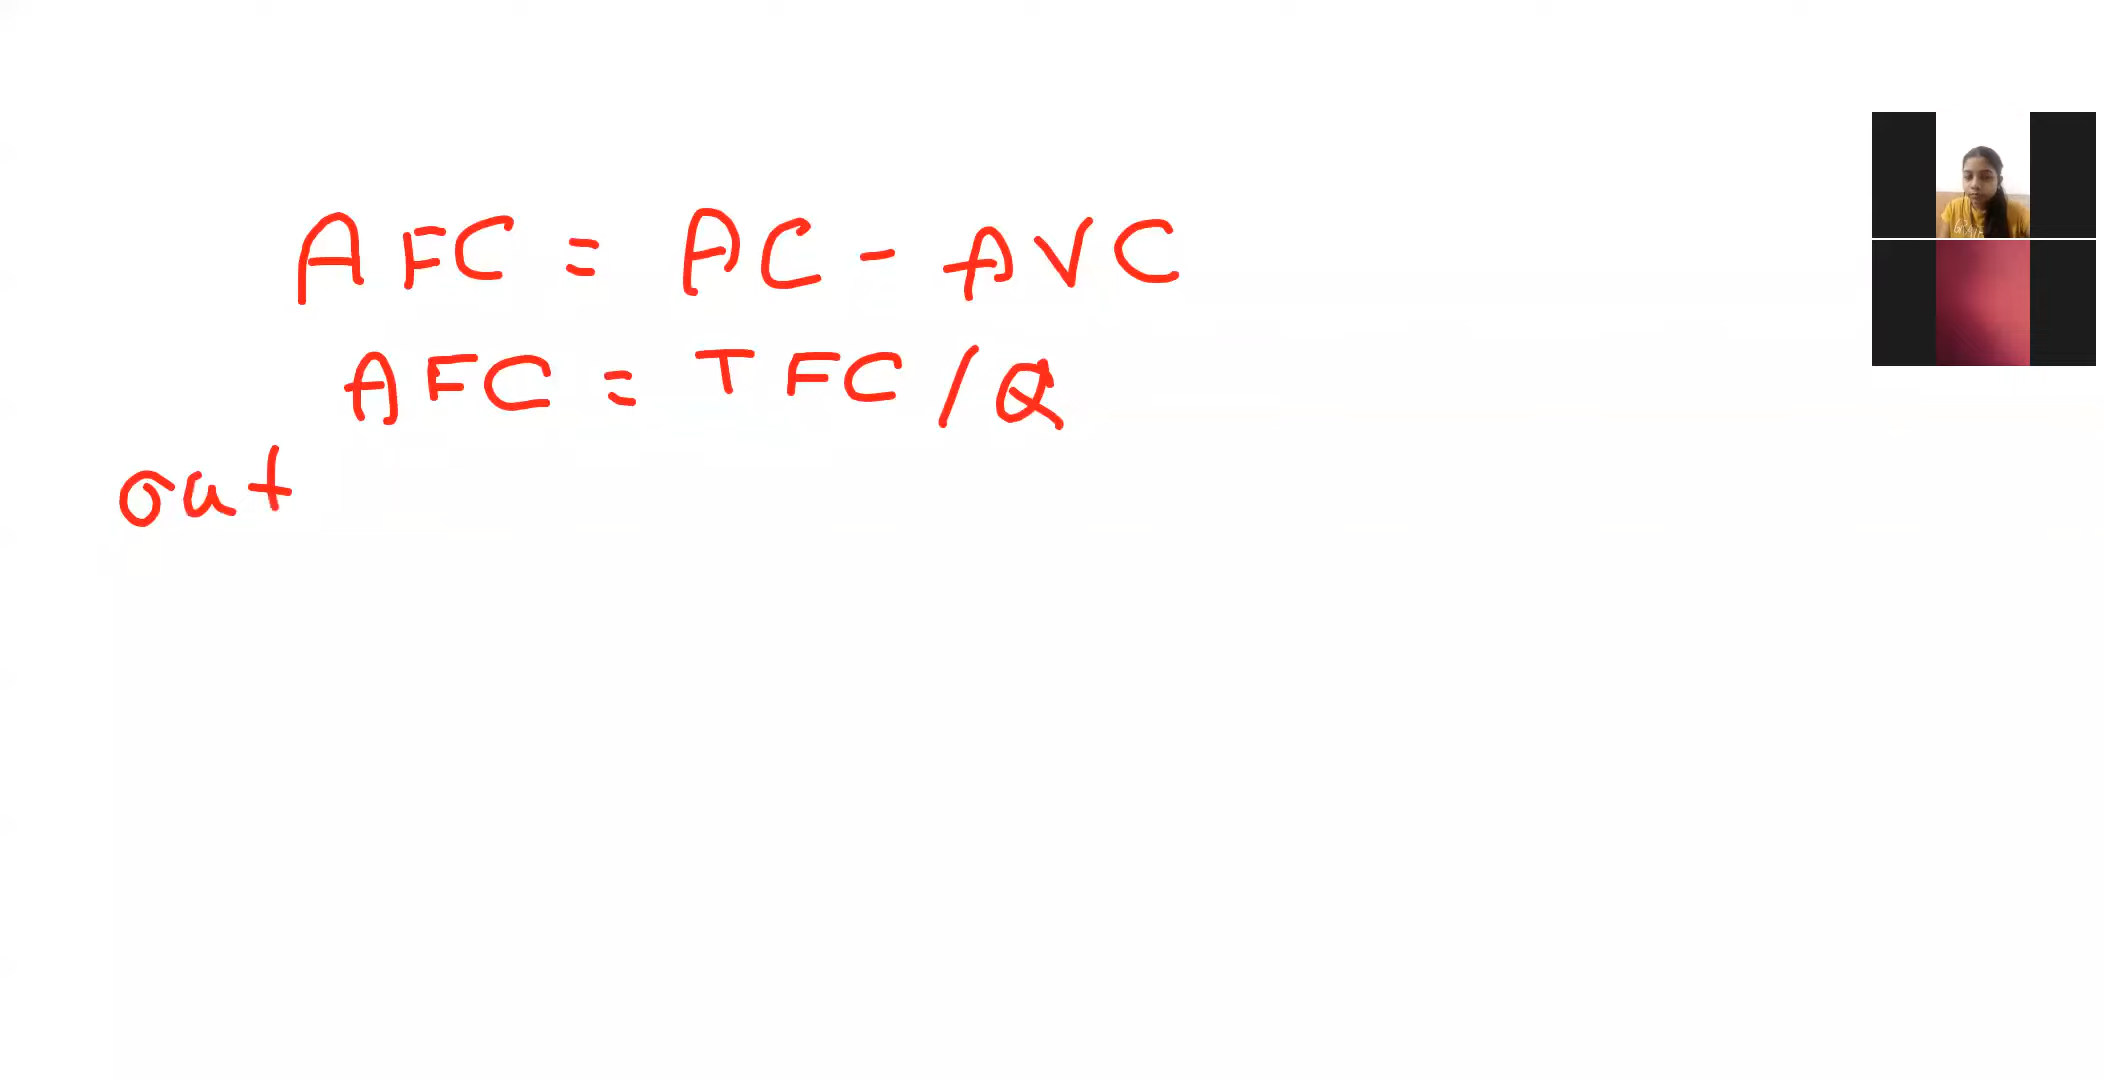 AFC = AC - AVC
AFC = TFC / Q
out